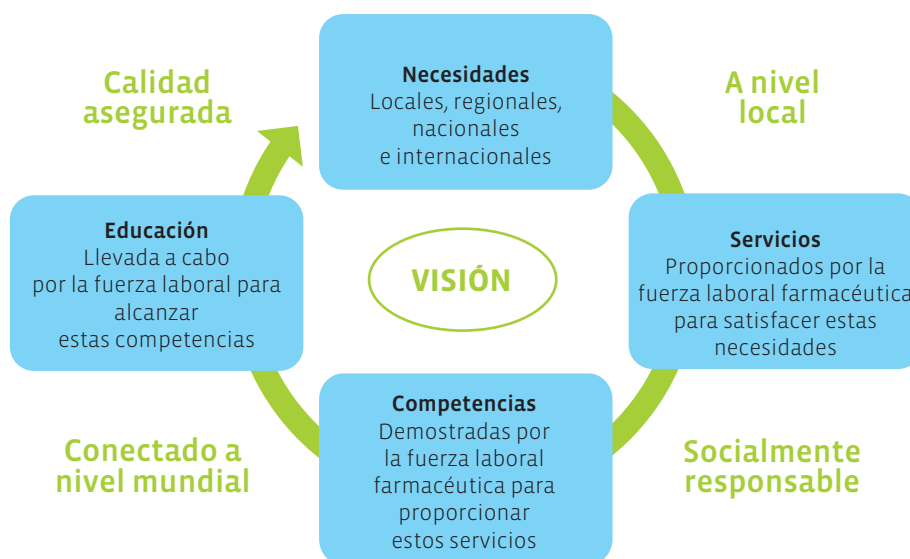 Calidad
asegurada
Necesidades
Locales, regionales,
nacionales
e internacionales
A nivel
local
Educación
Llevada a cabo
por la fuerza laboral para
alcanzar
estas competencias
VISIÓN
Servicios
Proporcionados por la
fuerza laboral farmacéutica
para satisfacer estas
necesidades
Conectado a
nivel mundial
Competencias
Demostradas por
la fuerza laboral
farmacéutica para
proporcionar
estos servicios
Socialmente
responsable